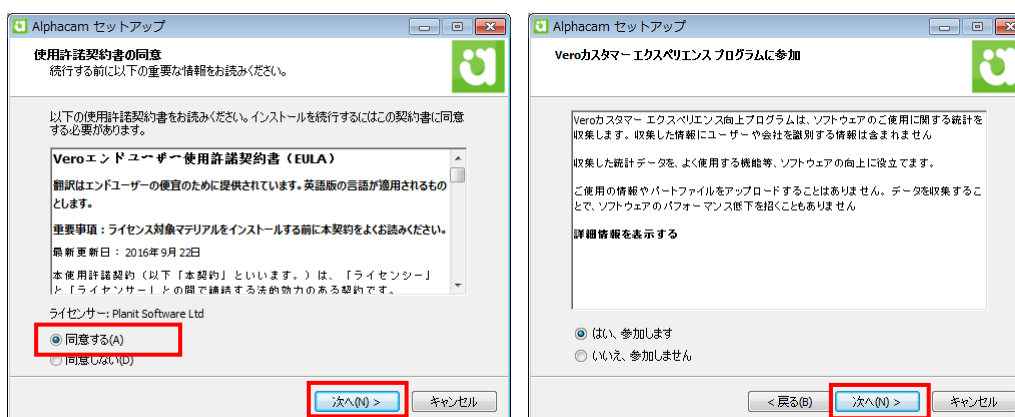 Alphacam セットアップ
使用許諾契約書の同意
続行する前に以下の重要な情報をお読みください。
以下の使用許諾契約書をお読みください。インストールを続行するにはこの契約書に同意
する必要があります。
Veroエンドユーザー使用許諾契約書（EULA）
翻訳はエンドユーザーの便宜のために提供されています。英語版の言語が適用されるもの
とします。
重要事項：ライセンス対象マテリアルをインストールする前に本契約をよくお読みください。
最新更新日： 2016年9月22日
本使用許諾契約（以下「本契約」といいます。）は、「ライセンシー」
と「ライセンサー」との間で締結する法的効力のある契約です。
ライセンサー: Planit Software Ltd
同意する(A)
同意しない(D)
次へ(N) >
キャンセル
Alphacam セットアップ
Veroカスタマー エクスペリエンス プログラムに参加
Veroカスタマー エクスペリエンス向上プログラムは、ソフトウェアのご使用に関する統計を
収集します。収集した情報にユーザーや会社を識別する情報は含まれません
収集した統計データを、よく使用する機能等、ソフトウェアの向上に役立てます。
ご使用の情報やパートファイルをアップロードすることはありません。データを収集するこ
とで、ソフトウェアのパフォーマンス低下を招くこともありません
詳細情報を表示する
はい、参加します
いいえ、参加しません
< 戻る(B)
次へ(N) >
キャンセル